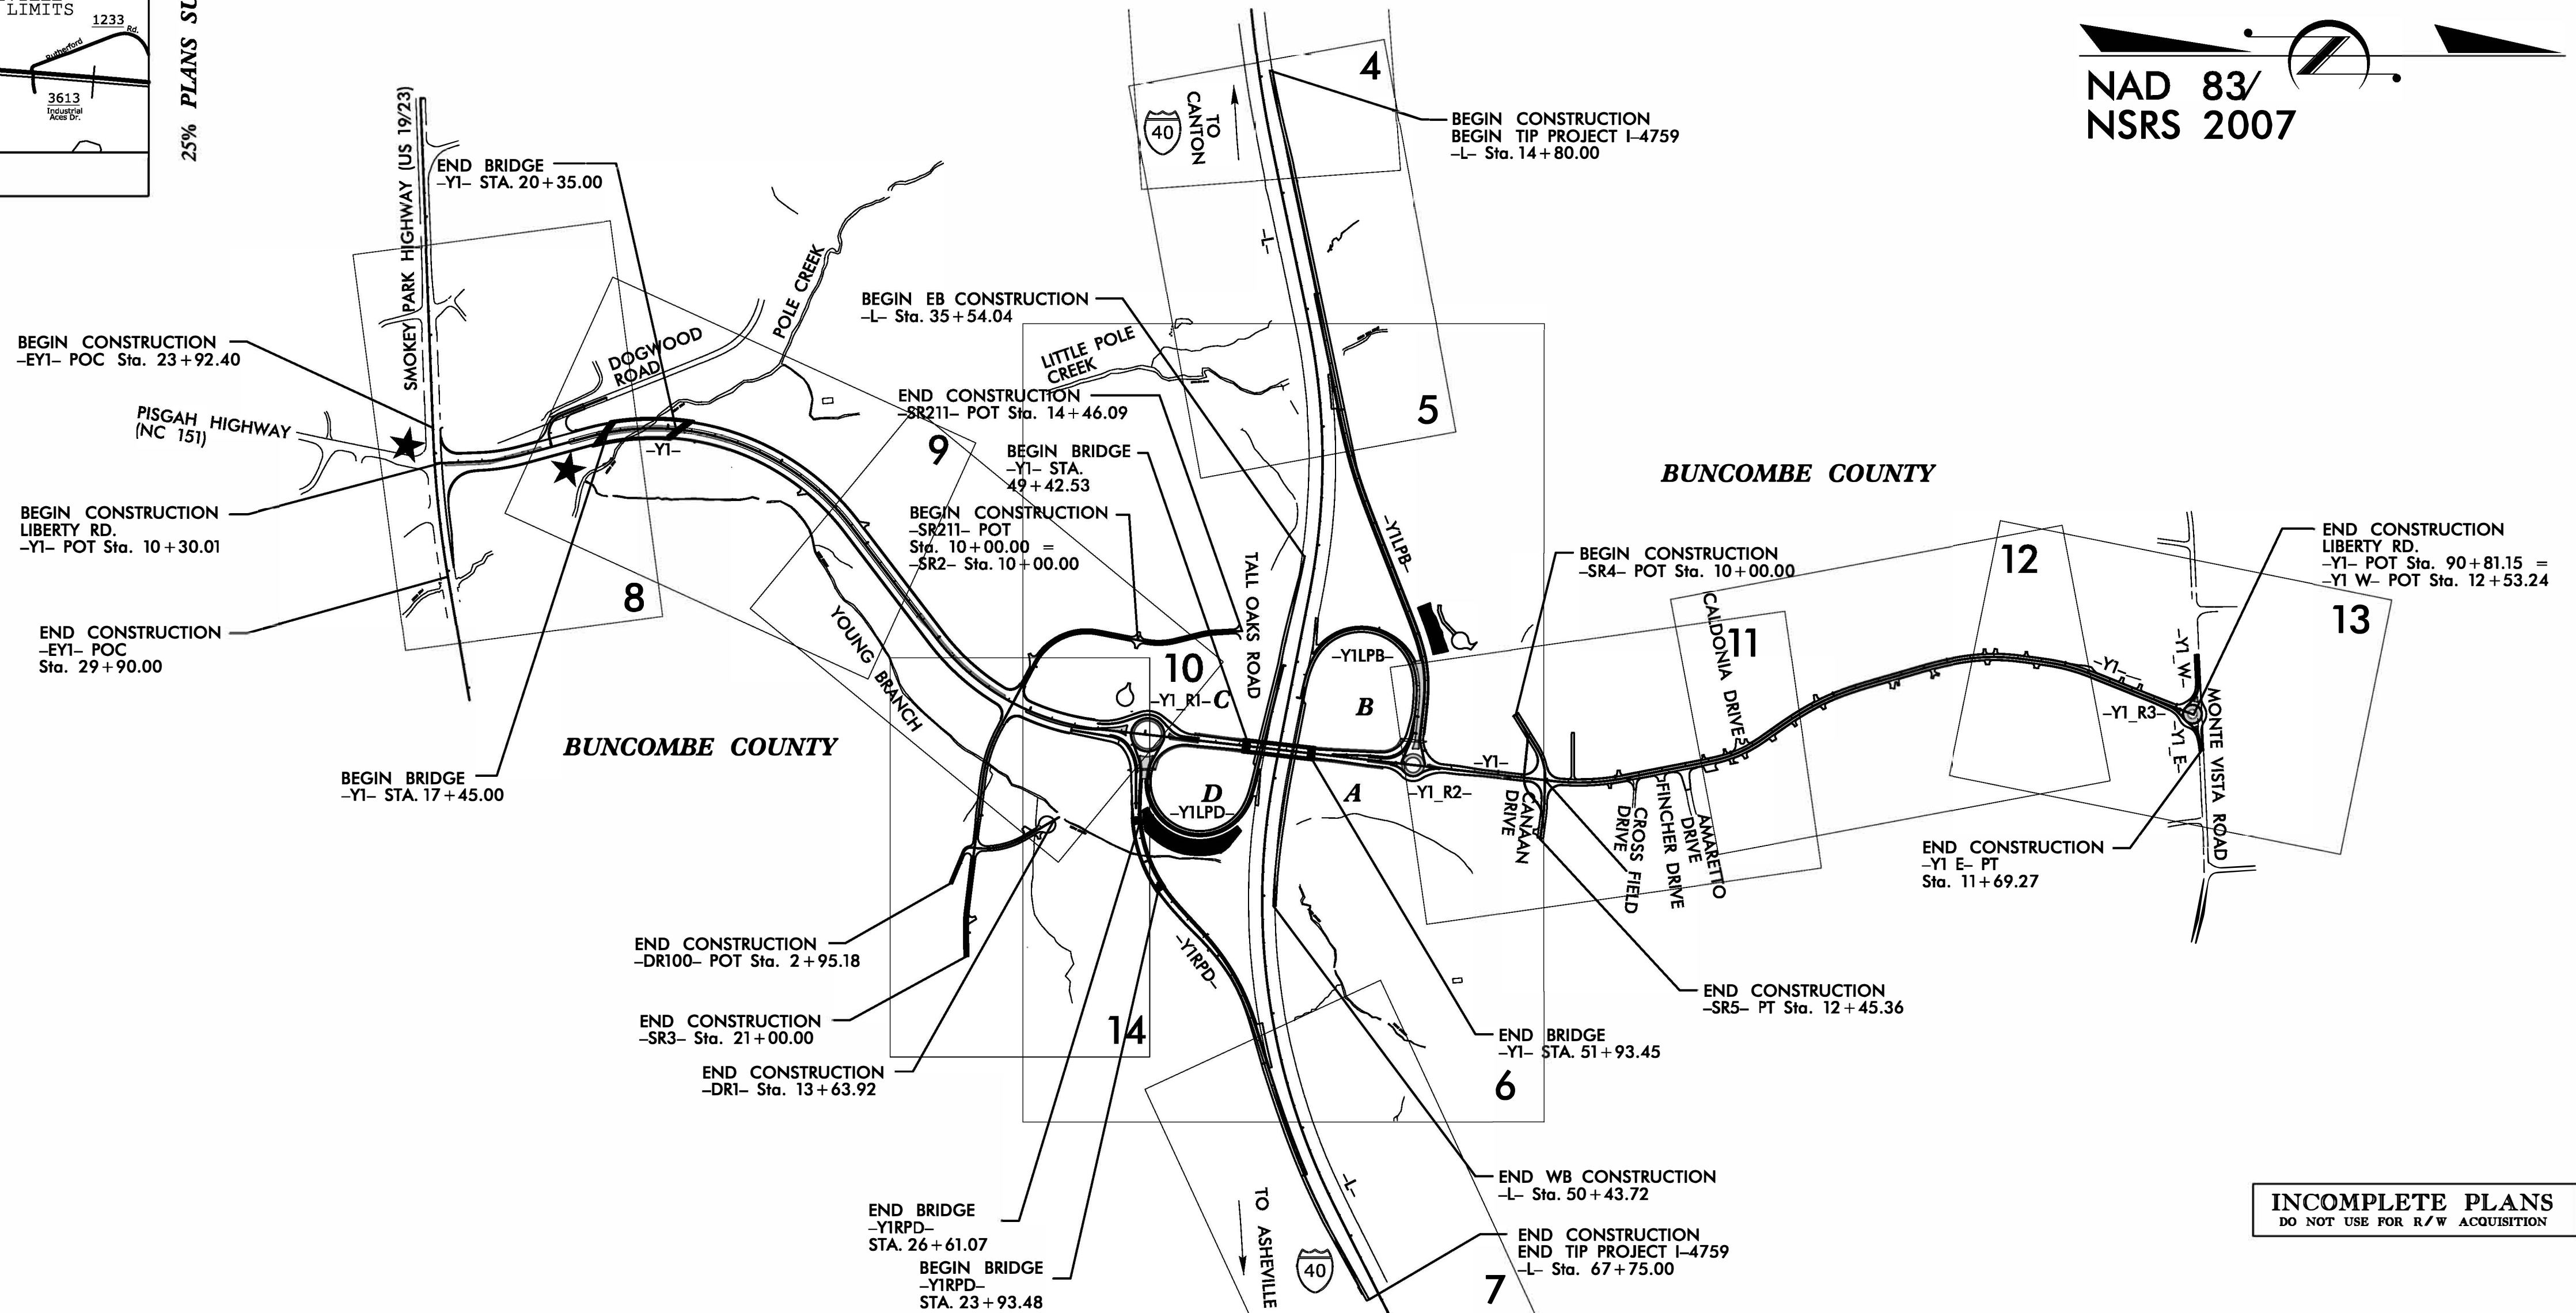 LIMITS
1233
Rutherford
Rd.
3613
Industrial
Aces Dr.
25% PLANS SU
NAD 83/
NSRS 2007
4
TO
CANTON
40
BEGIN CONSTRUCTION
BEGIN TIP PROJECT I-4759
-L- Sta. 14+80.00
SMOKEY PARK HIGHWAY (US 19/23)
END BRIDGE
-Y1- STA. 20+35.00
POLE CREEK
-L-
BEGIN EB CONSTRUCTION
-L- Sta. 35+54.04
LITTLE POLE
CREEK
BEGIN CONSTRUCTION
-EY1- POC Sta. 23+92.40
DOGWOOD
ROAD
END CONSTRUCTION
-SR211- POT Sta. 14+46.09
5
PISGAH HIGHWAY
(NC 151)
-Y1-
9
BEGIN BRIDGE
-Y1- STA.
49+42.53
BUNCOMBE COUNTY
BEGIN CONSTRUCTION
LIBERTY RD.
-Y1- POT Sta. 10+30.01
BEGIN CONSTRUCTION
-SR211- POT
Sta. 10+00.00 =
-SR2- Sta. 10+00.00
-Y1LPB-
BEGIN CONSTRUCTION
-SR4- POT Sta. 10+00.00
12
END CONSTRUCTION
LIBERTY RD.
-Y1- POT Sta. 90+81.15 =
-Y1 W- POT Sta. 12+53.24
8
TALL OAKS ROAD
CALDONIA DRIVE
11
13
END CONSTRUCTION
-EY1- POC
Sta. 29+90.00
YOUNG BRANCH
10
-Y1_R1-
C
-Y1LPB-
B
-Y1-
-Y1_W-
-Y1_R3-
-Y1_E-
MONTE VISTA ROAD
BUNCOMBE COUNTY
BEGIN BRIDGE
-Y1- STA. 17+45.00
D
-Y1LPD-
A
-Y1_R2-
-Y1-
CANAAN
DRIVE
CROSS FIELD
DRIVE
FINCHER DRIVE
AMARETTO
DRIVE
END CONSTRUCTION
-Y1 E- PT
Sta. 11+69.27
END CONSTRUCTION
-DR100- POT Sta. 2+95.18
-Y1RPD-
END CONSTRUCTION
-SR5- PT Sta. 12+45.36
END CONSTRUCTION
-SR3- Sta. 21+00.00
14
END BRIDGE
-Y1- STA. 51+93.45
END CONSTRUCTION
-DR1- Sta. 13+63.92
6
END WB CONSTRUCTION
-L- Sta. 50+43.72
-L-
END BRIDGE
-Y1RPD-
STA. 26+61.07
TO ASHEVILLE
40
END CONSTRUCTION
END TIP PROJECT I-4759
-L- Sta. 67+75.00
BEGIN BRIDGE
-Y1RPD-
STA. 23+93.48
7
INCOMPLETE PLANS
DO NOT USE FOR R/W ACQUISITION